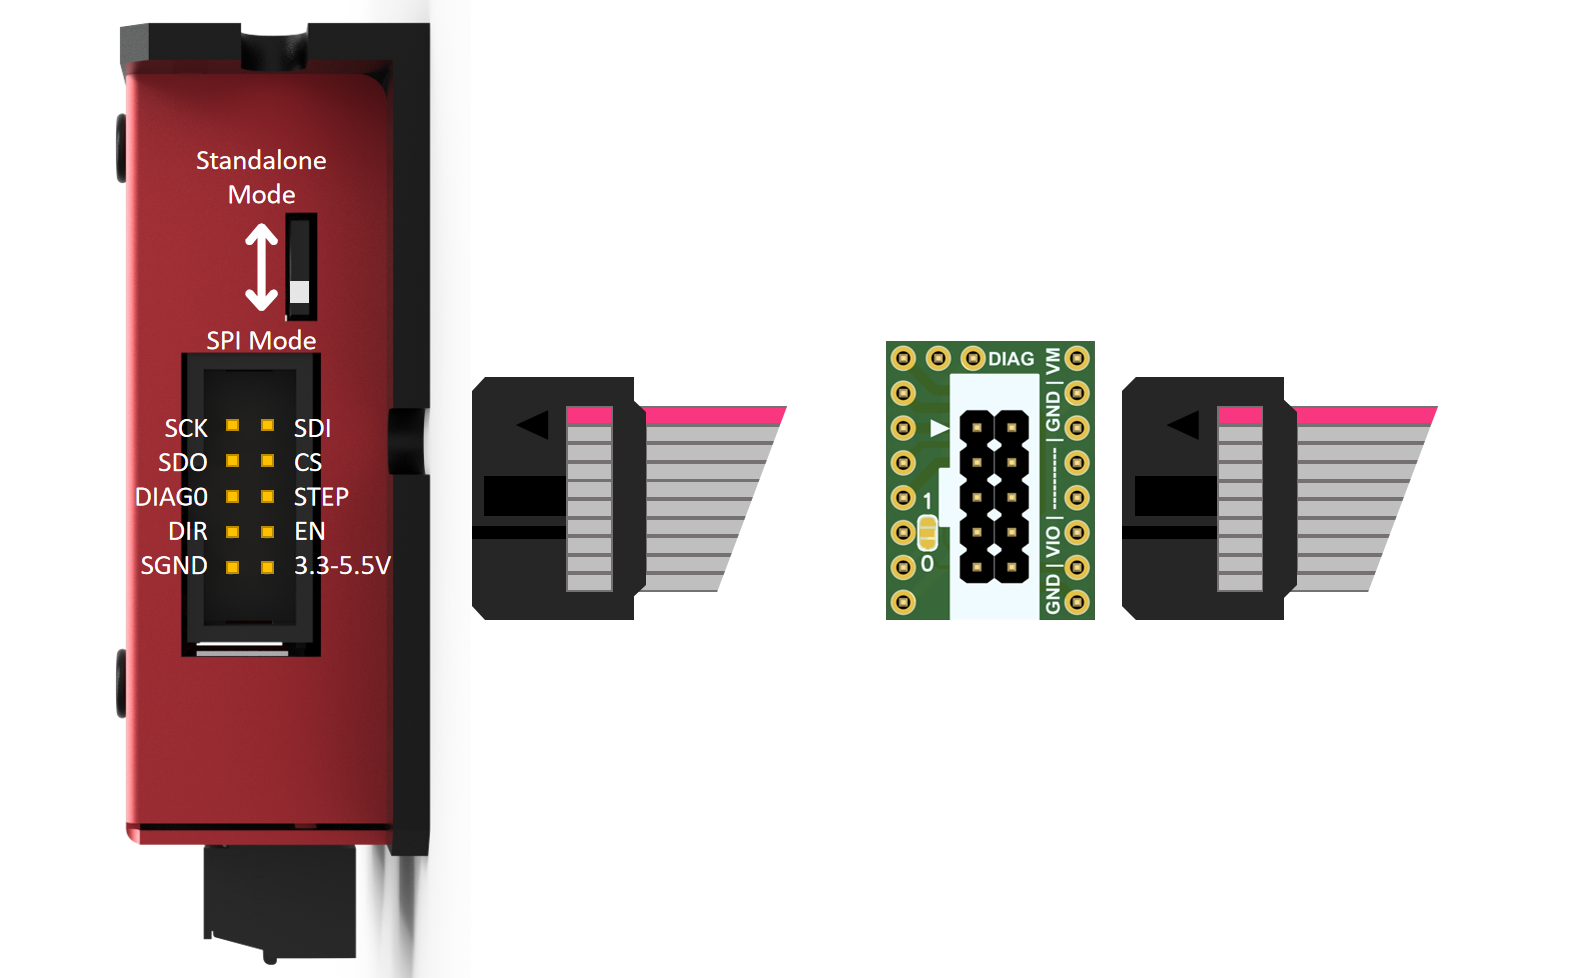 Standalone
Mode
SPI Mode
SCK SDI
SDO CS
DIAG0 STEP
DIR EN
SGND 3.3-5.5V
DIAG
1
0
GND | VIO |----------| GND | VM